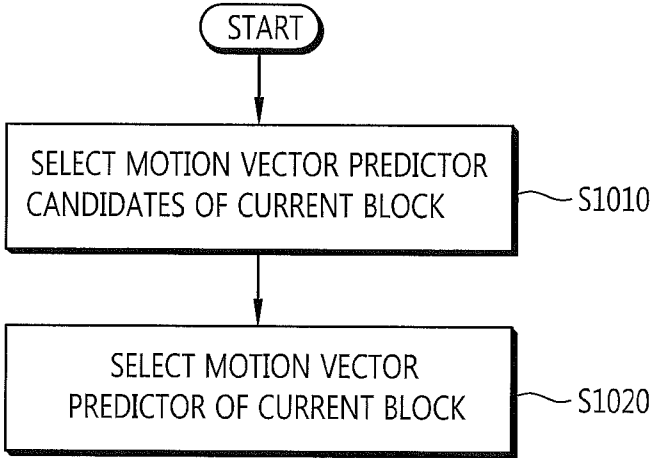 START
SELECT MOTION VECTOR PREDICTOR
CANDIDATES OF CURRENT BLOCK
S1010
SELECT MOTION VECTOR
PREDICTOR OF CURRENT BLOCK
S1020